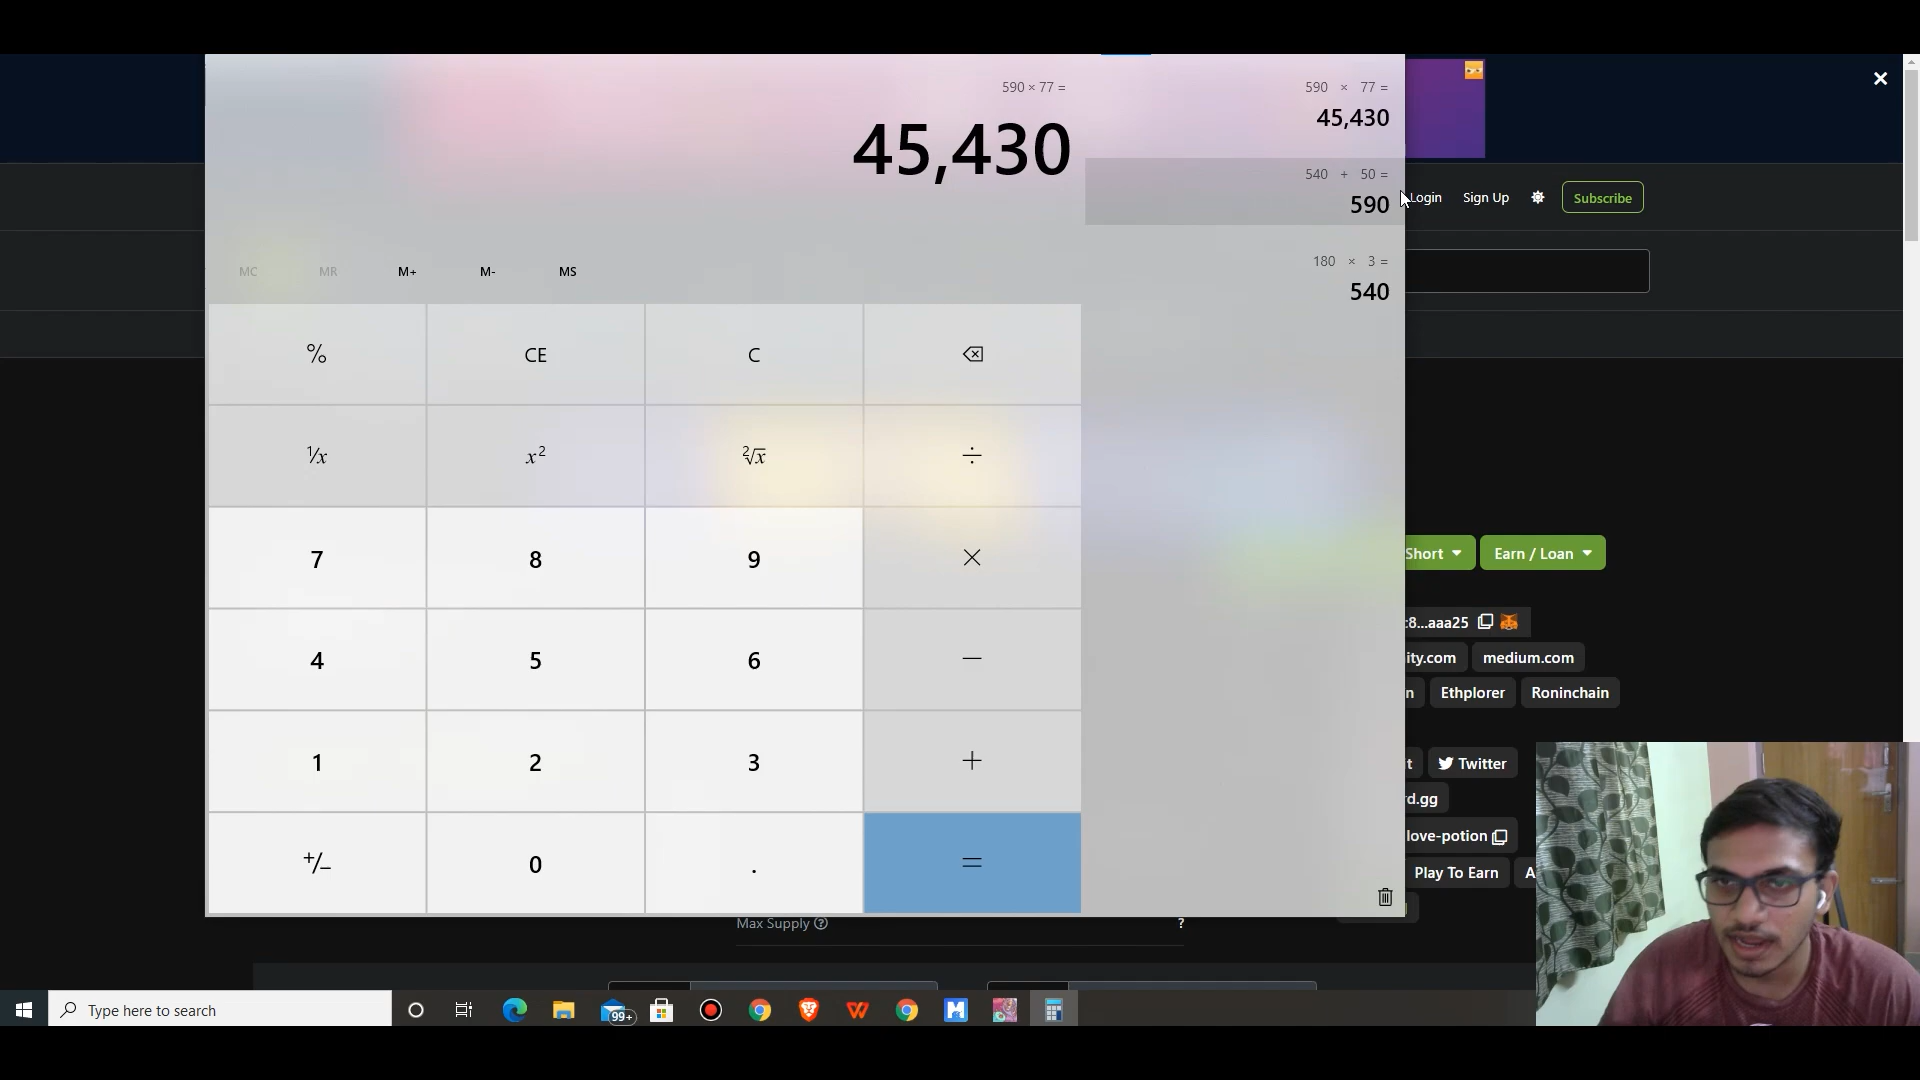 590 × 77 =
45,430
590 × 77 =
45,430
540 + 50 =
590
Login Sign Up Subscribe
180 × 3 =
540
MC MR M+ M- MS
% CE C
1/x x2 2√x ÷
7 8 9 ×
Short Earn / Loan
:8...aaa25
4 5 6 −
ity.com medium.com
n Ethplorer Roninchain
1 2 3 +
t Twitter
rd.gg
love-potion
+/− 0 . =
Play To Earn A
Max Supply ?
?
Type here to search
99+